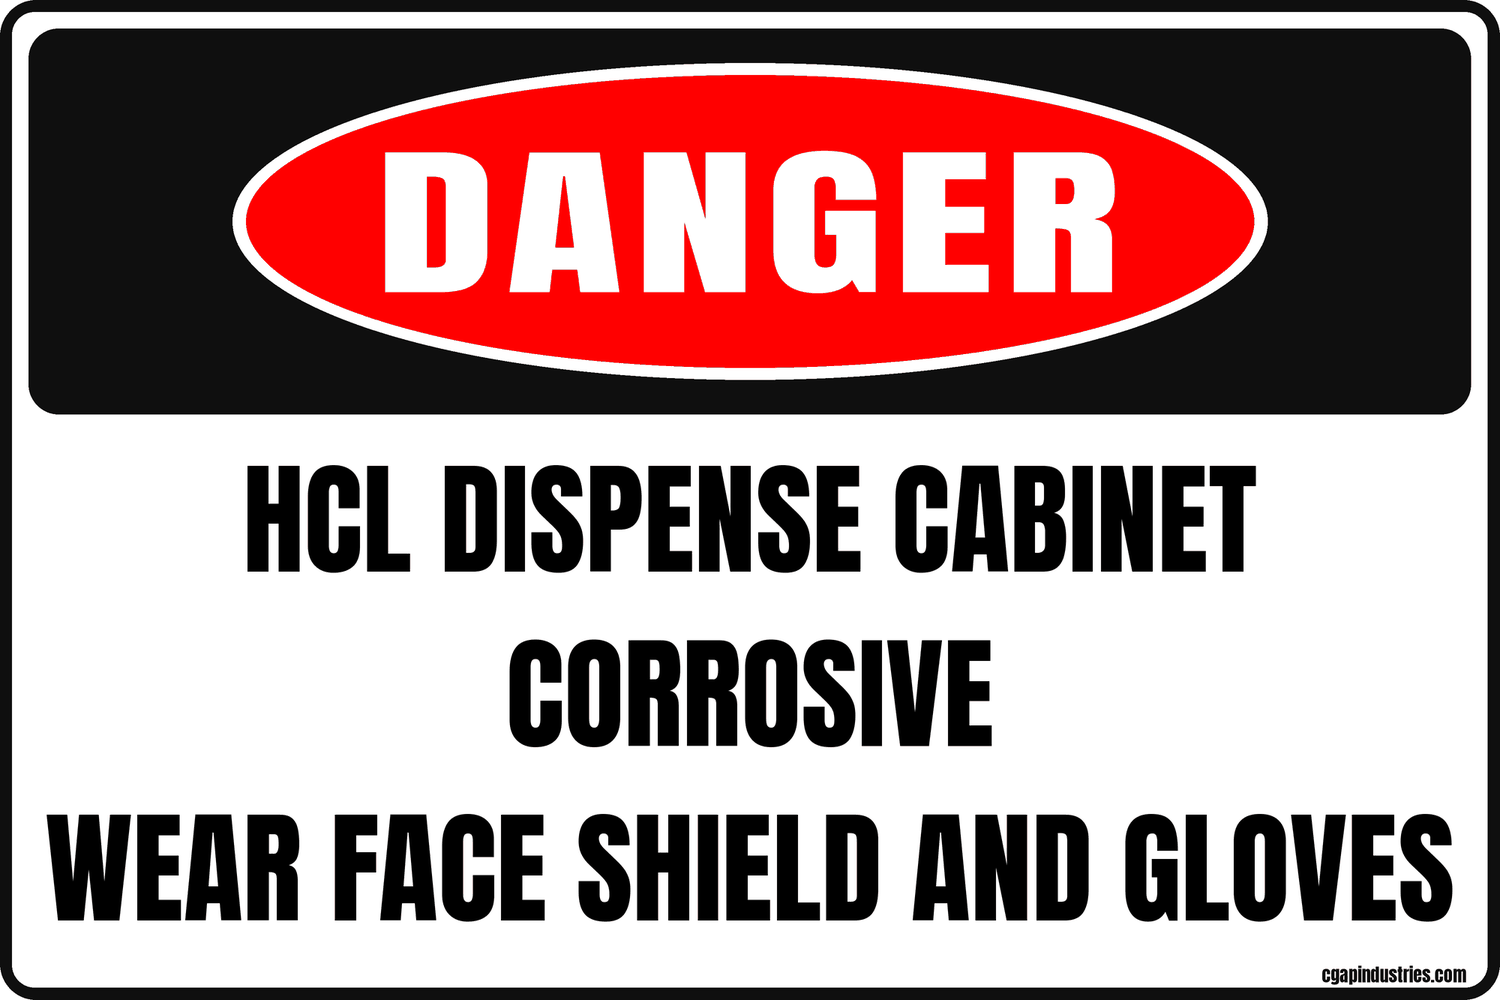 DANGER
HCL DISPENSE CABINET
CORROSIVE
WEAR FACE SHIELD AND GLOVES
cgapindustries.com